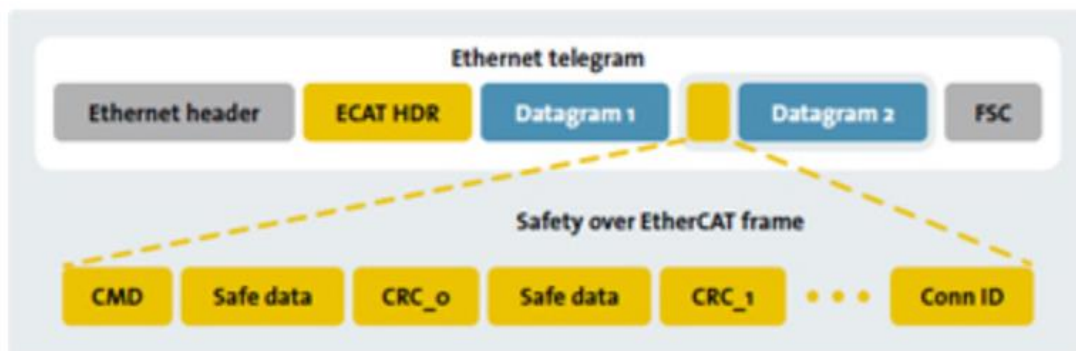 Ethernet telegram
Ethernet header ECAT HDR Datagram 1 Datagram 2 FSC
Safety over EtherCAT frame
CMD Safe data CRC_0 Safe data CRC_1 Conn ID